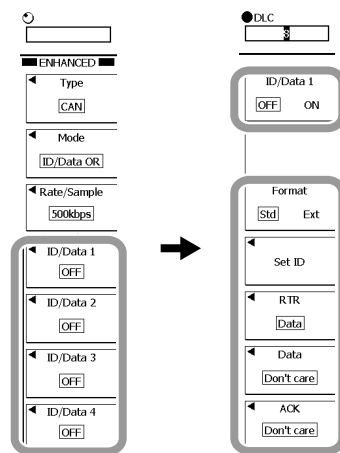 ENHANCED
Type
CAN
Mode
ID/Data OR
Rate/Sample
500kbps
ID/Data 1
OFF
ID/Data 2
OFF
ID/Data 3
OFF
ID/Data 4
OFF
DLC
8
ID/Data 1
OFF ON
Format
Std Ext
Set ID
RTR
Data
Data
Don't care
ACK
Don't care